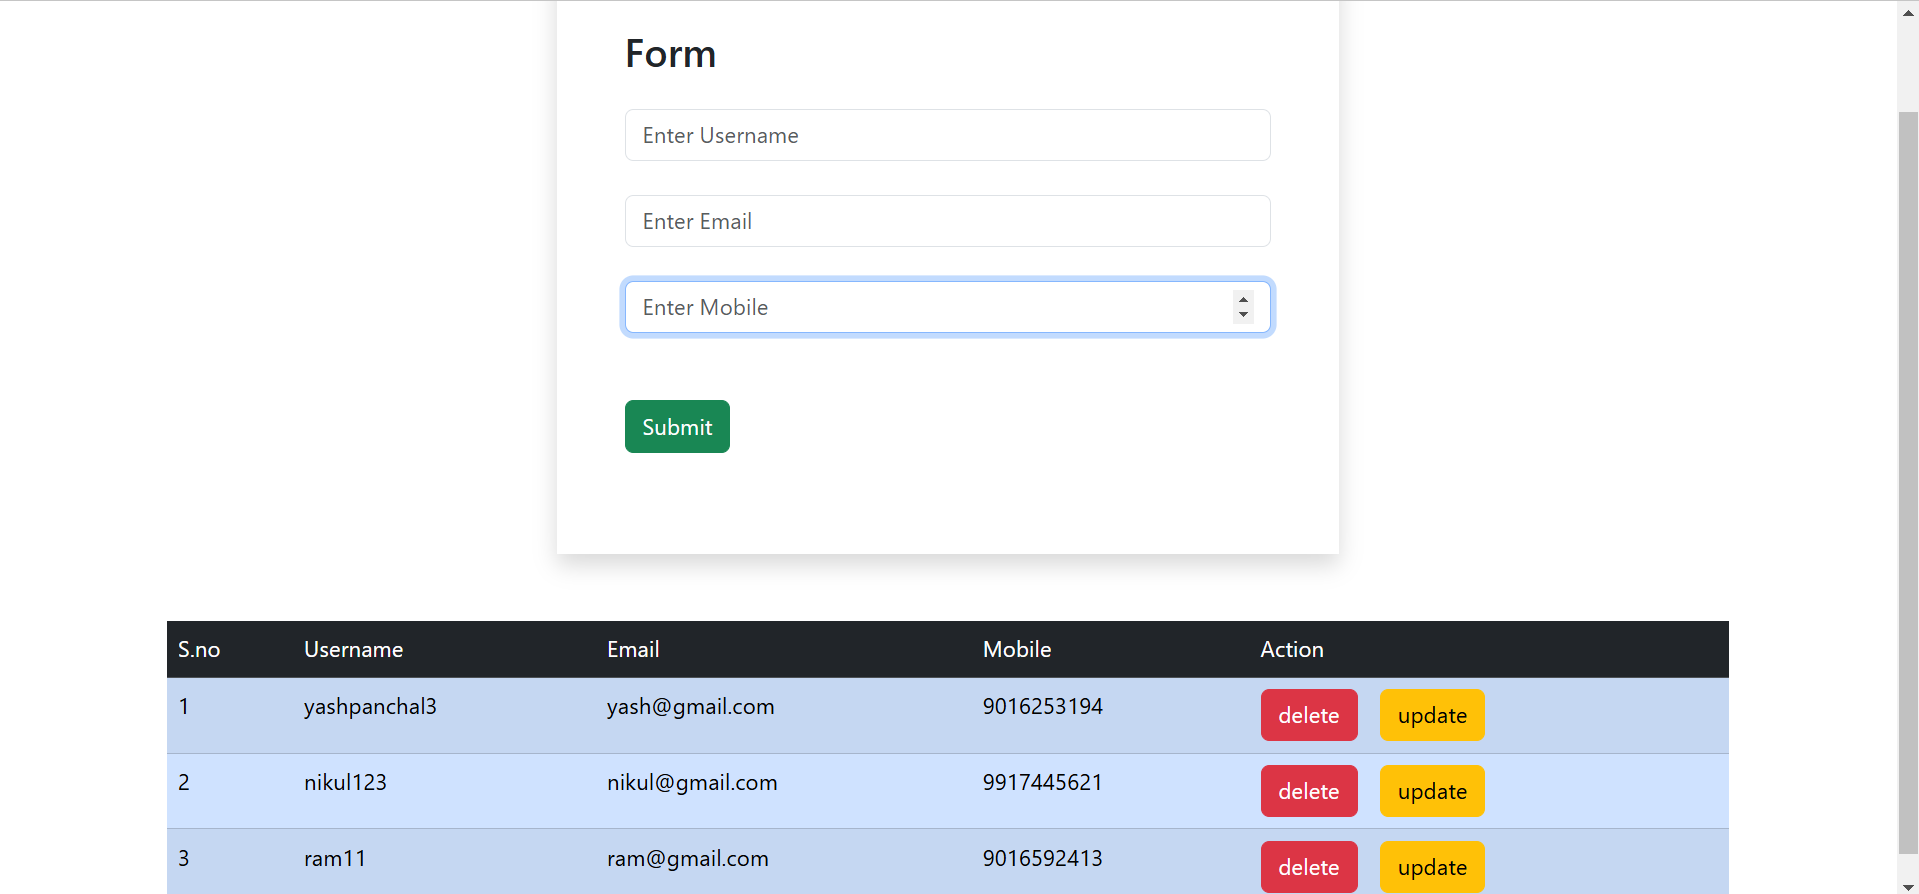 Form
Enter Username
Enter Email
Enter Mobile
Submit
S.no Username Email Mobile Action
1 yashpanchal3 yash@gmail.com 9016253194 delete update
2 nikul123 nikul@gmail.com 9917445621 delete update
3 ram11 ram@gmail.com 9016592413 delete update